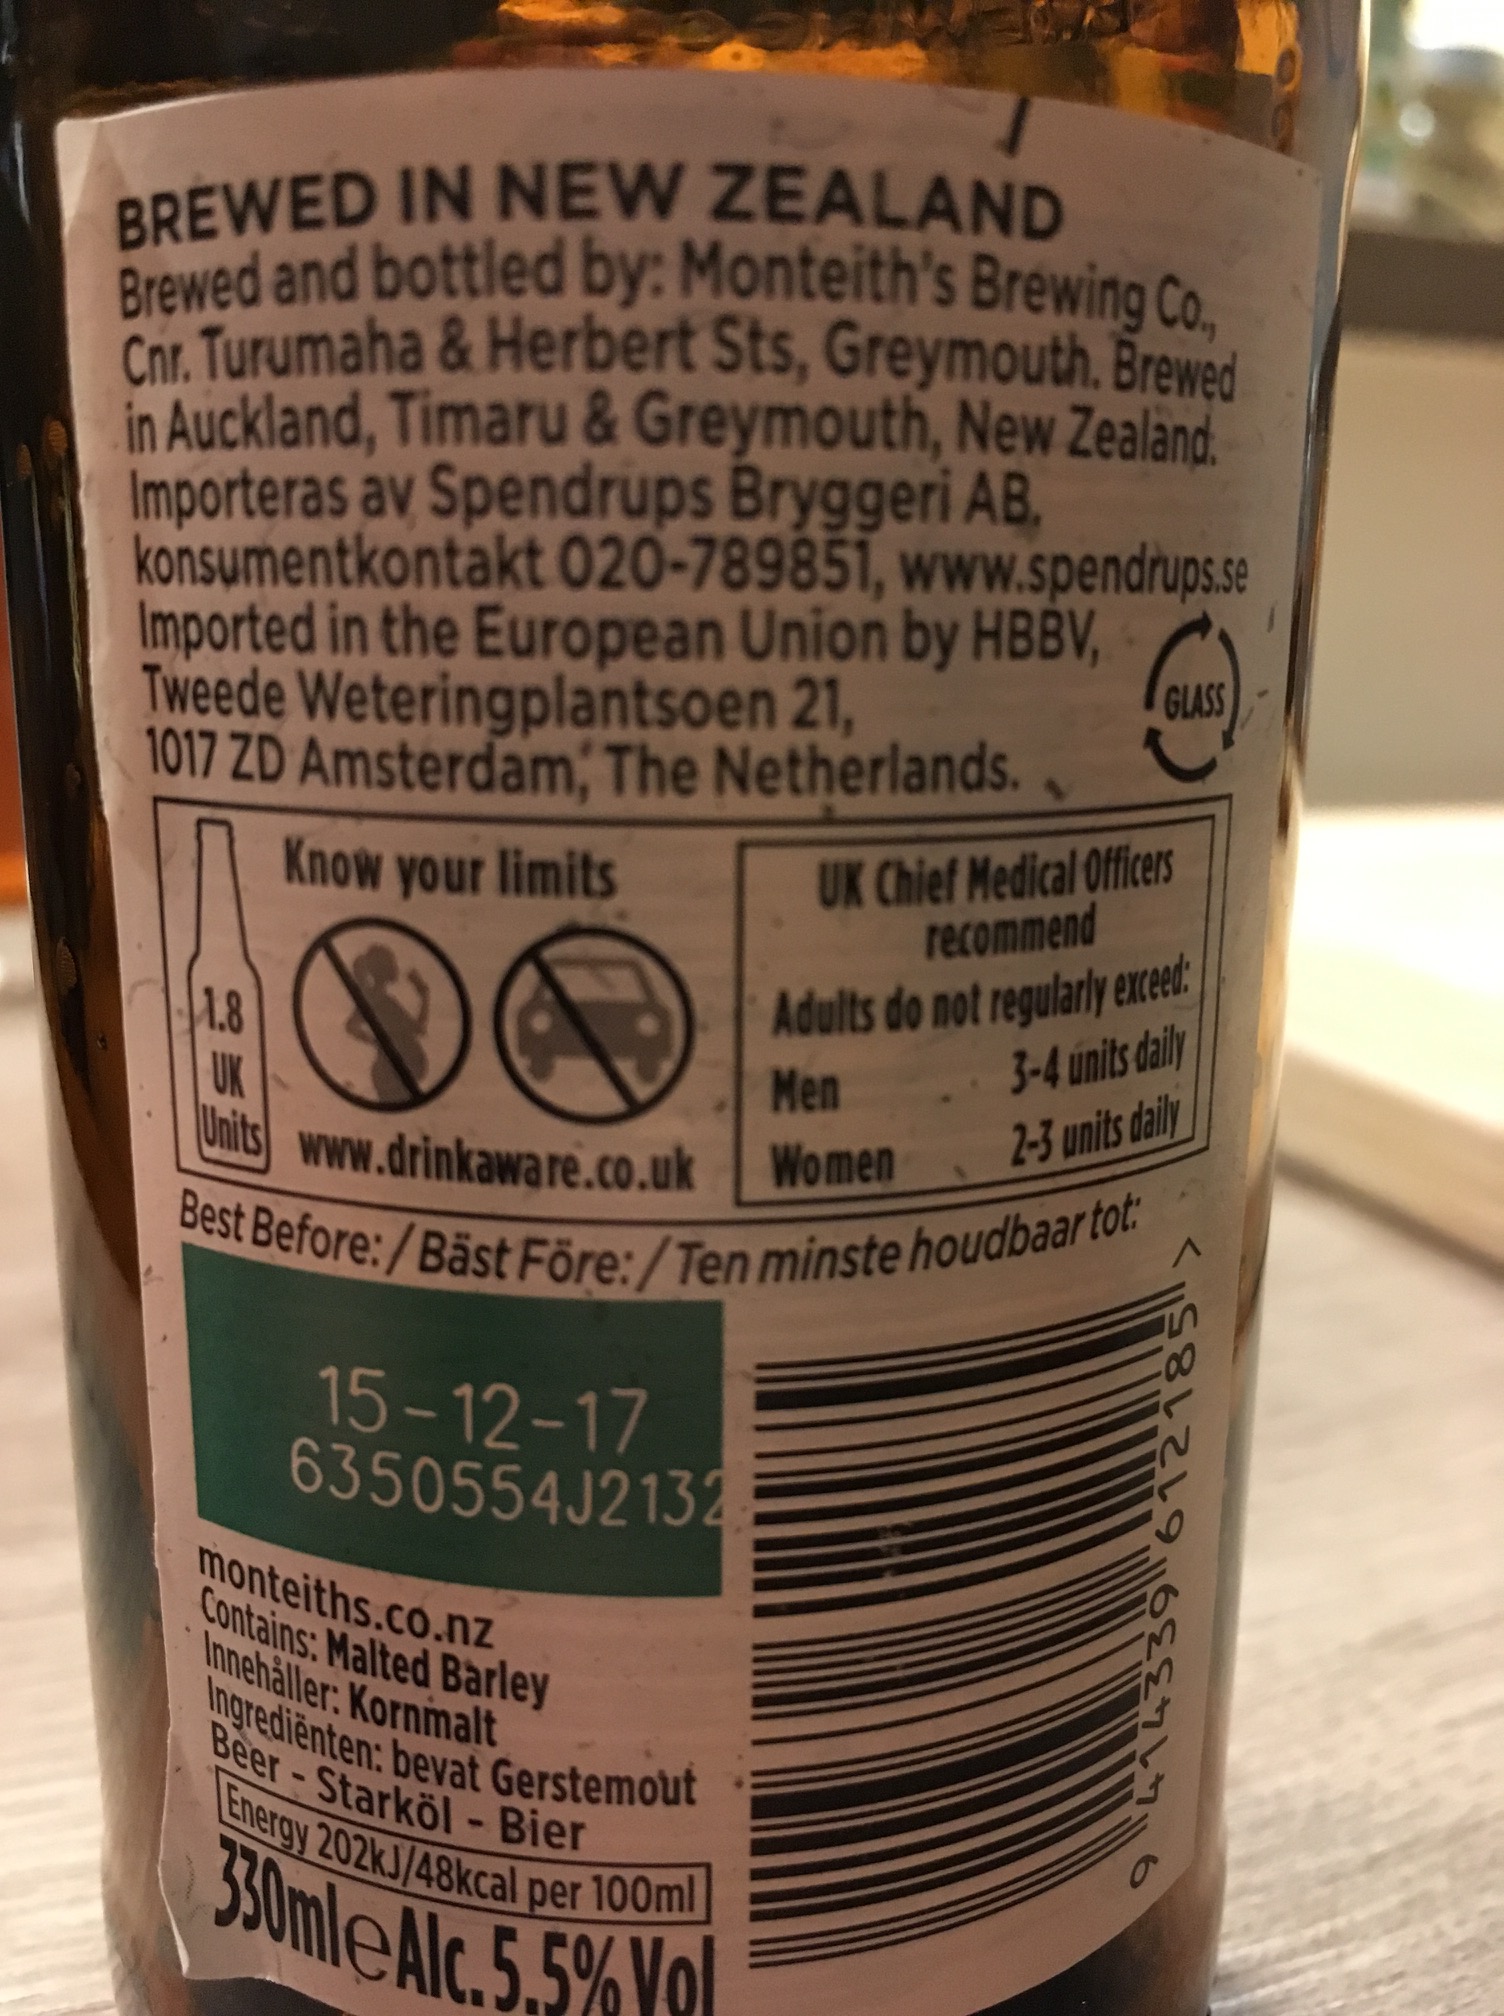 BREWED IN NEW ZEALAND
Brewed and bottled by: Monteith's Brewing Co.,
Cnr. Turumaha & Herbert Sts, Greymouth. Brewed
in Auckland, Timaru & Greymouth, New Zealand.
Importeras av Spendrups Bryggeri AB,
konsumentkontakt 020-789851, www.spendrups.se
Imported in the European Union by HBBV,
Tweede Weteringplantsoen 21,
1017 ZD Amsterdam, The Netherlands.
GLASS
1.8
UK
Units
Know your limits
www.drinkaware.co.uk
UK Chief Medical Officers
recommend
Adults do not regularly exceed:
Men 3-4 units daily
Women 2-3 units daily
Best Before: / Bäst Före: / Ten minste houdbaar tot:
15-12-17
6350554J2132
monteiths.co.nz
Contains: Malted Barley
Innehåller: Kornmalt
Ingrediënten: bevat Gerstemout
Beer - Starköl - Bier
Energy 202kJ/48kcal per 100ml
330ml e Alc. 5.5% Vol
9 414339 612185 >